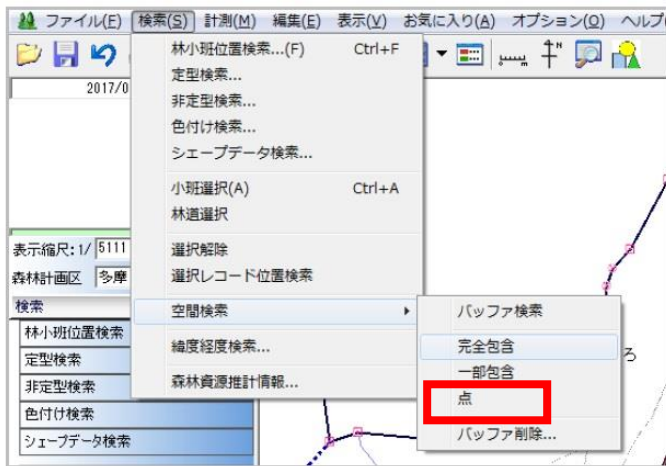 ファイル(F) 検索(S) 計測(M) 編集(E) 表示(V) お気に入り(A) オプション(O) ヘルプ
林小班位置検索...(F) Ctrl+F
定型検索...
2017/0
非定型検索...
色付け検索...
シェープデータ検索...
小班選択(A) Ctrl+A
林道選択
表示縮尺:1/ 5111
選択解除
森林計画区 多摩
選択レコード位置検索
検索
空間検索
バッファ検索
林小班位置検索
緯度経度検索...
完全包含
ろ
定型検索
一部包含
非定型検索
森林資源推計情報...
点
色付け検索
シェープデータ検索
バッファ削除...